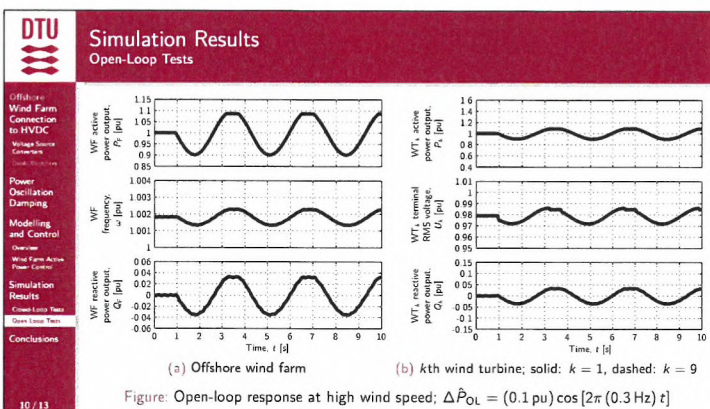 DTU
Simulation Results
Open-Loop Tests
Offshore
Wind Farm
Connection
to HVDC
Voltage Source
Converters
Power
Oscillation
Damping
Modelling
and Control
Overview
Wind Farm Active
Power Control
Simulation
Results
Closed-Loop Tests
Open Loop Tests
Conclusions
10 / 13
WF active
power output,
P_F [pu]
1.15
1.1
1.05
1
0.95
0.9
0.85
WF
frequency,
ω [pu]
1.004
1.003
1.002
1.001
1
WF reactive
power output,
Q_F [pu]
0.06
0.04
0.02
0
-0.02
-0.04
-0.06
0 1 2 3 4 5 6 7 8 9 10
Time, t [s]
(a) Offshore wind farm
WT_k active
power output,
P_k [pu]
1.6
1.4
1.2
1
0.8
0.6
0.4
WT_k terminal
RMS voltage,
U_k [pu]
1.01
1
0.99
0.98
0.97
0.96
0.95
WT_k reactive
power output,
Q_k [pu]
0.15
0.1
0.05
0
-0.05
-0.1
-0.15
0 1 2 3 4 5 6 7 8 9 10
Time, t [s]
(b) kth wind turbine; solid: k = 1, dashed: k = 9
Figure: Open-loop response at high wind speed; ΔP̂_OL = (0.1 pu) cos [2π (0.3 Hz) t]